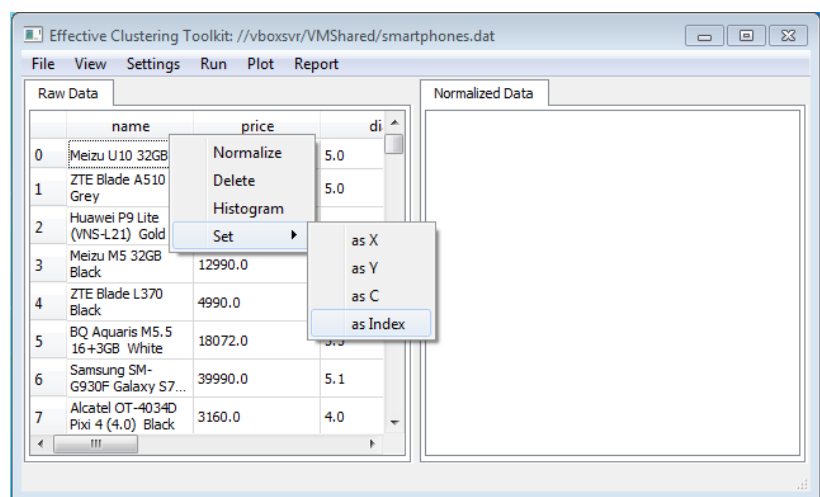 Effective Clustering Toolkit: //vboxsvr/VMShared/smartphones.dat
File View Settings Run Plot Report
Raw Data
Normalized Data
name price di
0 Meizu U10 32GB 5.0
1 ZTE Blade A510
Grey 5.0
2 Huawei P9 Lite
(VNS-L21) Gold
3 Meizu M5 32GB
Black 12990.0
4 ZTE Blade L370
Black 4990.0
5 BQ Aquaris M5.5
16+3GB White 18072.0
6 Samsung SM-
G930F Galaxy S7... 39990.0 5.1
7 Alcatel OT-4034D
Pixi 4 (4.0) Black 3160.0 4.0
Normalize
Delete
Histogram
Set
as X
as Y
as C
as Index